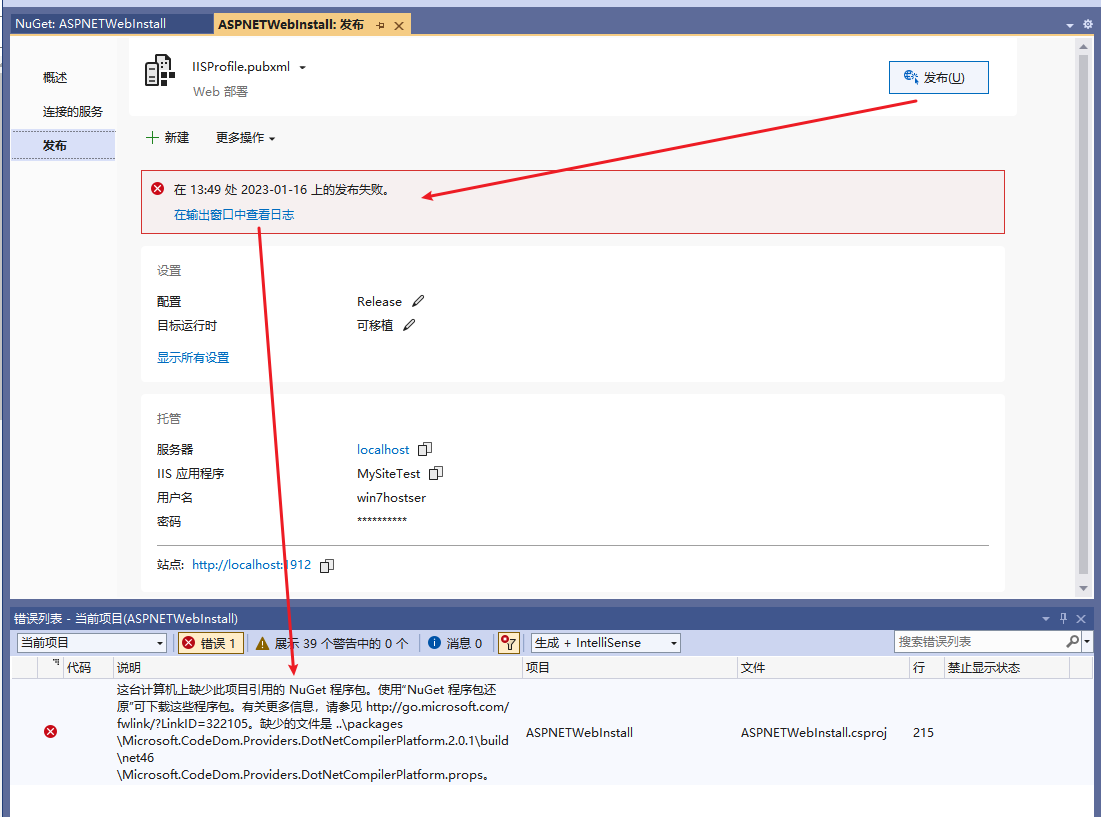 NuGet: ASPNETWebInstall
ASPNETWebInstall: 发布
概述
连接的服务
发布
IISProfile.pubxml
Web 部署
发布(U)
新建
更多操作
在 13:49 处 2023-01-16 上的发布失败。
在输出窗口中查看日志
设置
配置
Release
目标运行时
可移植
显示所有设置
托管
服务器
localhost
IIS 应用程序
MySiteTest
用户名
win7hostser
密码
**********
站点: http://localhost:1912
错误列表 - 当前项目(ASPNETWebInstall)
当前项目
错误 1
展示 39 个警告中的 0 个
消息 0
生成 + IntelliSense
搜索错误列表
代码
说明
项目
文件
行
禁止显示状态
这台计算机上缺少此项目引用的 NuGet 程序包。使用“NuGet 程序包还
原”可下载这些程序包。有关更多信息，请参见 http://go.microsoft.com/
fwlink/?LinkID=322105。缺少的文件是 ..\packages
\Microsoft.CodeDom.Providers.DotNetCompilerPlatform.2.0.1\build
\net46
\Microsoft.CodeDom.Providers.DotNetCompilerPlatform.props。
ASPNETWebInstall
ASPNETWebInstall.csproj
215